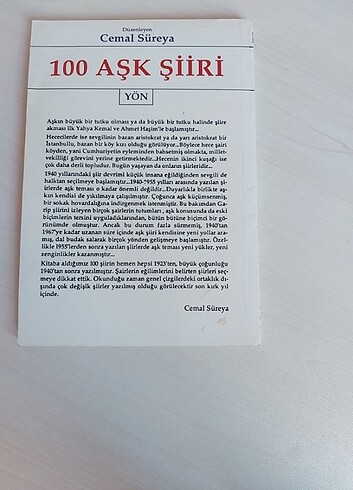 Düzenleyen
Cemal Süreya
100 AŞK ŞİİRİ
YÖN
Aşkın büyük bir tutku olması ya da büyük bir tutku halinde şiire
akması ilk Yahya Kemal ve Ahmet Haşim'le başlamıştır...
Hececilerde ise sevgilinin bazan aristokrat ya da yarı aristokrat bir
İstanbullu, bazan bir köy kızı olduğu görülüyor...Böylece hece şairi
köyden, yani Cumhuriyetin eyleminden bahsetmiş olmakta, millet-
vekilliği görevini yerine getirmektedir...Hecenin ikinci kuşağı ise
çok daha derli topludur. Bugün yaşayan da onların şiirleridir...
1940 yıllarındaki şiir devrimi küçük insana eğildiğinden sevgili de
halktan seçilmeye başlamıştır. 1940-1955 yılları arasında yazılan şi-
irlerde aşk teması o kadar önemli değildir...Duyarlıkla birlikte aş-
kın kendisi de yıkılmaya çalışılmıştır. Çoğunca aşk küçümsenmiş,
bir sokak hovardalığına indirgenmek istenmiştir. Bu bakımdan Ga-
rip şiirini izleyen birçok şairlerin tutumları , aşk konusunda da eski
biçimlerin tersini uyguladıklarından, bütün bütüne biçimci bir gö-
rünümde olmuştur. Ancak bu durum fazla sürmemiş, 1940'tan
1967'ye kadar uzanan süre içinde aşk şiiri kendisine yeni yollar ara-
mış, dal budak salarak birçok yönden gelişmeye başlamıştır. Özel-
likle 1955'lerden sonra yazılan şiirlerde aşk teması yeni yükler, yeni
zenginlikler kazanmıştır...
Kitaba aldığımız 100 şiirin hemen hepsi 1923'ten, büyük çoğunluğu
1940'tan sonra yazılmıştır. Şairlerin eğilimlerini belirten şiirleri seç-
meye dikkat ettik. Okunduğu zaman genel çizgilerdeki ortaklık dı-
şında çok değişik şiirler yazılmış olduğu görülecektir son kırk yıl
içinde.
Cemal Süreya